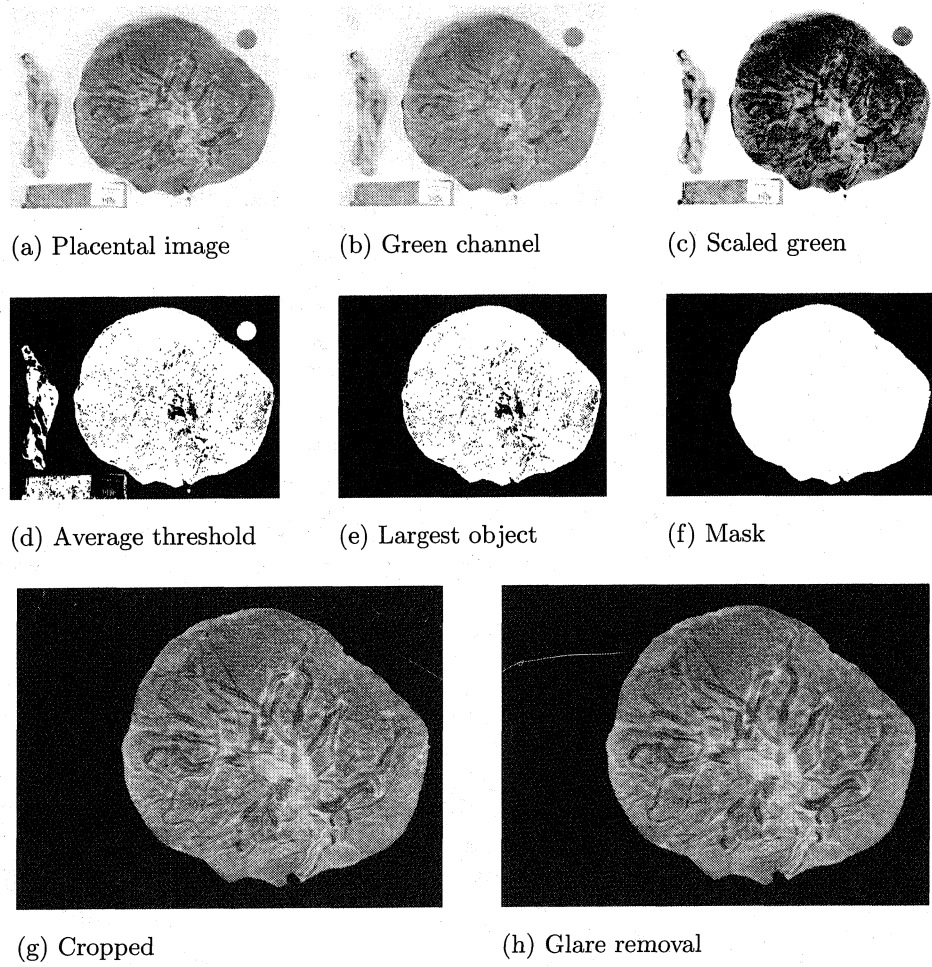 (a) Placental image
(b) Green channel
(c) Scaled green
(d) Average threshold
(e) Largest object
(f) Mask
(g) Cropped
(h) Glare removal